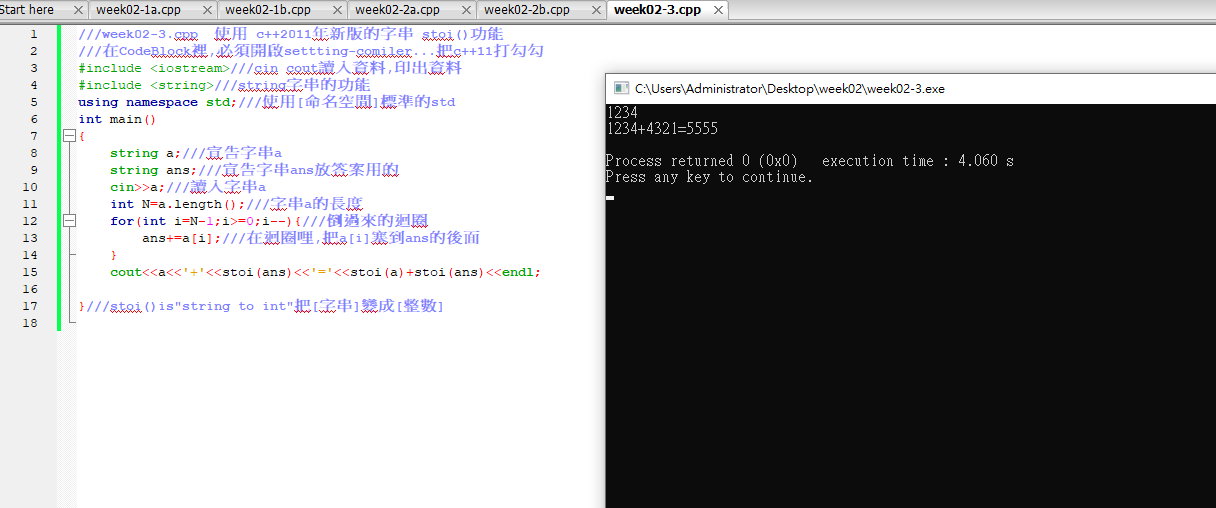 Start here
week02-1a.cpp
week02-1b.cpp
week02-2a.cpp
week02-2b.cpp
week02-3.cpp
1 ///week02-3.cpp 使用 c++2011年新版的字串 stoi()功能
2 ///在CodeBlock裡,必須開啟settting-comiler...把c++11打勾勾
3 #include <iostream>///cin cout讀入資料,印出資料
4 #include <string>///string字串的功能
5 using namespace std;///使用[命名空間]標準的std
6 int main()
7 {
8 string a;///宣告字串a
9 string ans;///宣告字串ans放答案用的
10 cin>>a;///讀入字串a
11 int N=a.length();///字串a的長度
12 for(int i=N-1;i>=0;i--){///倒過來的迴圈
13 ans+=a[i];///在迴圈哩,把a[i]塞到ans的後面
14 }
15 cout<<a<<'+'<<stoi(ans)<<'='<<stoi(a)+stoi(ans)<<endl;
16
17 }///stoi()is"string to int"把[字串]變成[整數]
18
C:\Users\Administrator\Desktop\week02\week02-3.exe
1234
1234+4321=5555
Process returned 0 (0x0) execution time : 4.060 s
Press any key to continue.